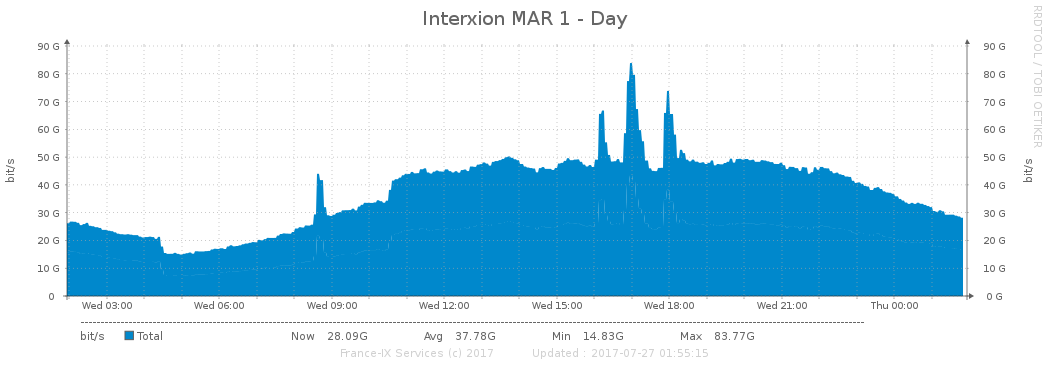 Interxion MAR 1 - Day
RRDTOOL / TOBI OETIKER
90 G 90 G
80 G 80 G
70 G 70 G
60 G 60 G
50 G 50 G
40 G 40 G
30 G 30 G
20 G 20 G
10 G 10 G
0 0 G
bit/s bit/s
Wed 03:00 Wed 06:00 Wed 09:00 Wed 12:00 Wed 15:00 Wed 18:00 Wed 21:00 Thu 00:00
bit/s Total Now 28.09G Avg 37.78G Min 14.83G Max 83.77G
France-IX Services (c) 2017 Updated : 2017-07-27 01:55:15